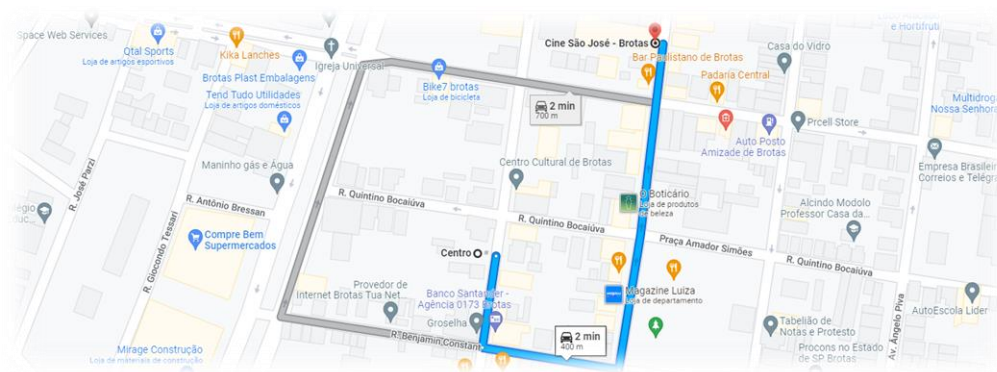 Space Web Services
Qtal Sports
Loja de artigos esportivos
Kika Lanches
Igreja Universal
Brotas Plast Embalagens
Tend Tudo Utilidades
Loja de artigos domésticos
Bike7 brotas
Loja de bicicleta
Cine São José - Brotas
Bar Paulistano de Brotas
Casa do Vidro
e Hortifruti
Padaria Central
2 min
700 m
Multidrog
Nossa Senhora
Prcell Store
Auto Posto
Amizade de Brotas
Maninho gás e Água
Centro Cultural de Brotas
Empresa Brasilei
Correios e Telégr
R. José Parzi
R. Antônio Bressan
R. Quintino Bocaiúva
O Boticário
Loja de produtos
de beleza
Alcindo Modolo
Professor Casa da...
égio
duc...
R. Giocondo Tessari
Compre Bem
Supermercados
R. Quintino Bocaiúva
Praça Amador Simões
Centro
R. Quintino Bocaiúva
Provedor de
Internet Brotas Tua Net...
Banco Santander -
Agência 0173 Brotas
Magazine Luiza
Loja de departamento
Groselha
R. Benjamin Constant
2 min
400 m
Tabelião de
Notas e Protesto
Av. Ângelo Piva
AutoEscola Lider
Mirage Construção
Loja de materiais de construção
Procons no Estado
de SP Brotas